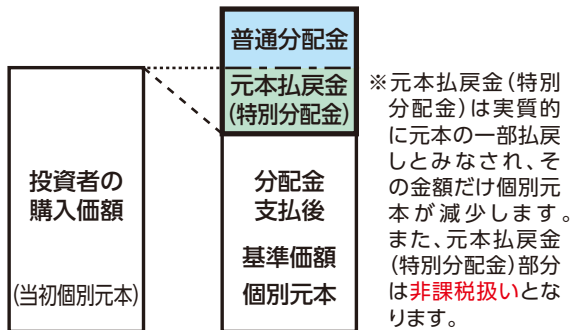 普通分配金
元本払戻金
(特別分配金)
投資者の
購入価額
(当初個別元本)
分配金
支払後
基準価額
個別元本
※元本払戻金(特別
分配金)は実質的
に元本の一部払戻
しとみなされ、そ
の金額だけ個別元
本が減少します。
また、元本払戻金
(特別分配金)部分
は非課税扱いとな
ります。